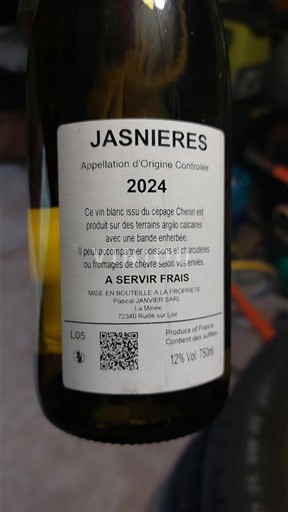 JASNIERES
Appellation d'Origine Controlée
2024
Ce vin blanc issu du cépage Chenin est
produit sur des terrains argilo calcaires
avec une bande enherbée.
Il peut accompagner poissons et charcuteries
ou fromages de chèvre selon vos envies.
A SERVIR FRAIS
MISE EN BOUTEILLE A LA PROPRIETE
Pascal JANVIER SARL
La Minée
72340 Ruillé sur Loir
L05
Produce of France
Contient des sulfites
12% Vol. 750ml